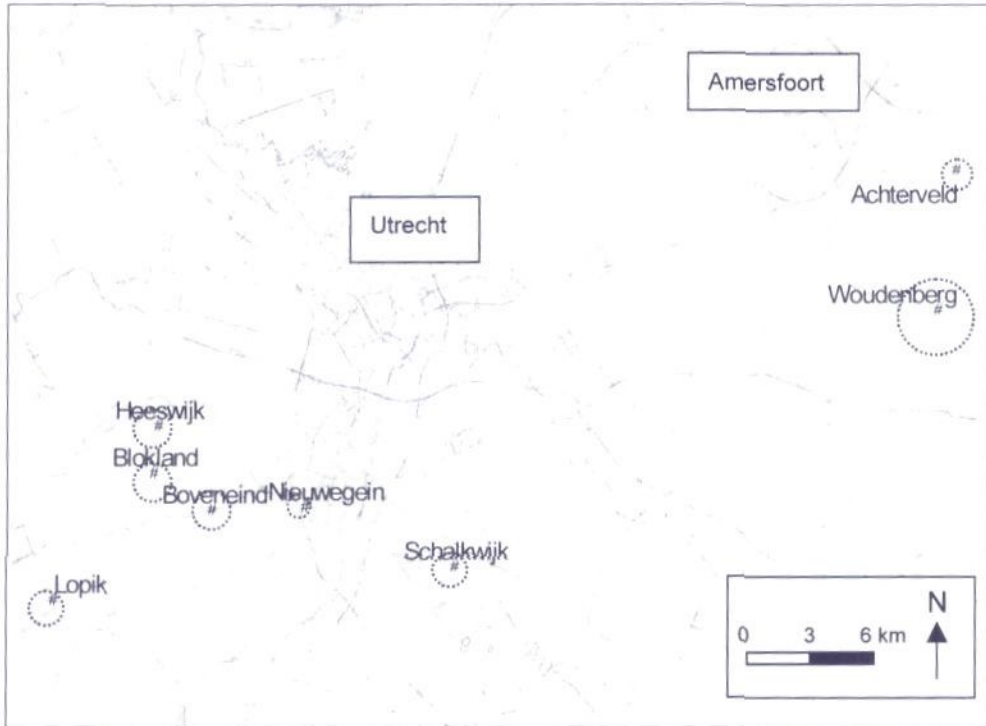 Amersfoort
#
Achterveld
Utrecht
Woudenberg
#
Heeswijk
#
Blokland
#
Boveneind
#
Nieuwegein
#
Schalkwijk
#
Lopik
#
N
0 3 6 km